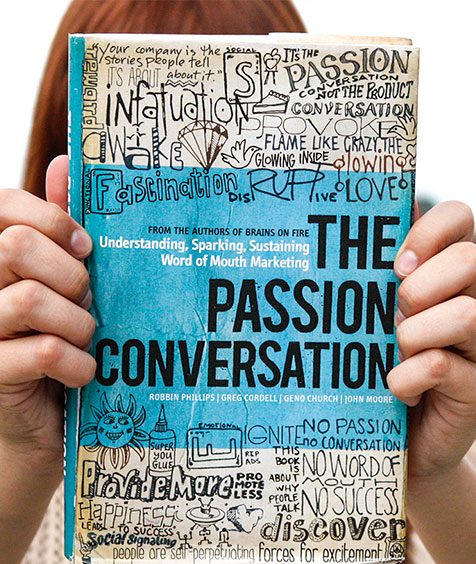 "your company is the
stories people tell
about it."
REWARD
IT'S ABOUT
SOCIAL
S
IT'S THE
PASSION
CONVERSATION
NOT THE PRODUCT
CONVERSATION
infatuation
awake
PROVOKE
FLAME LIKE CRAZY, THE
Glowing INSIDE
glowing
FUNCTIONAL
F
Fascination
DISRUPtive
LOVE
FROM THE AUTHORS OF BRAINS ON FIRE
Understanding, Sparking, Sustaining
Word of Mouth Marketing
THE
PASSION
CONVERSATION
ROBBIN PHILLIPS | GREG CORDELL | GENO CHURCH | JOHN MOORE
SUPER
YOU
GLUE
EMOTIONAL
E
IGNITE
NO PASSION
no CONVERSATION
REP
ADS
THIS
BOOK
IS
ABOUT
WHY
PEOPLE
TALK
NO WORD OF
MOUTH
NO SUCCESS
PROVIDE MORE
PROMOTE LESS
Happiness
LEADS
TO SUCCESS
Social Signaling
discover
people are self-perpetuating forces for excitement